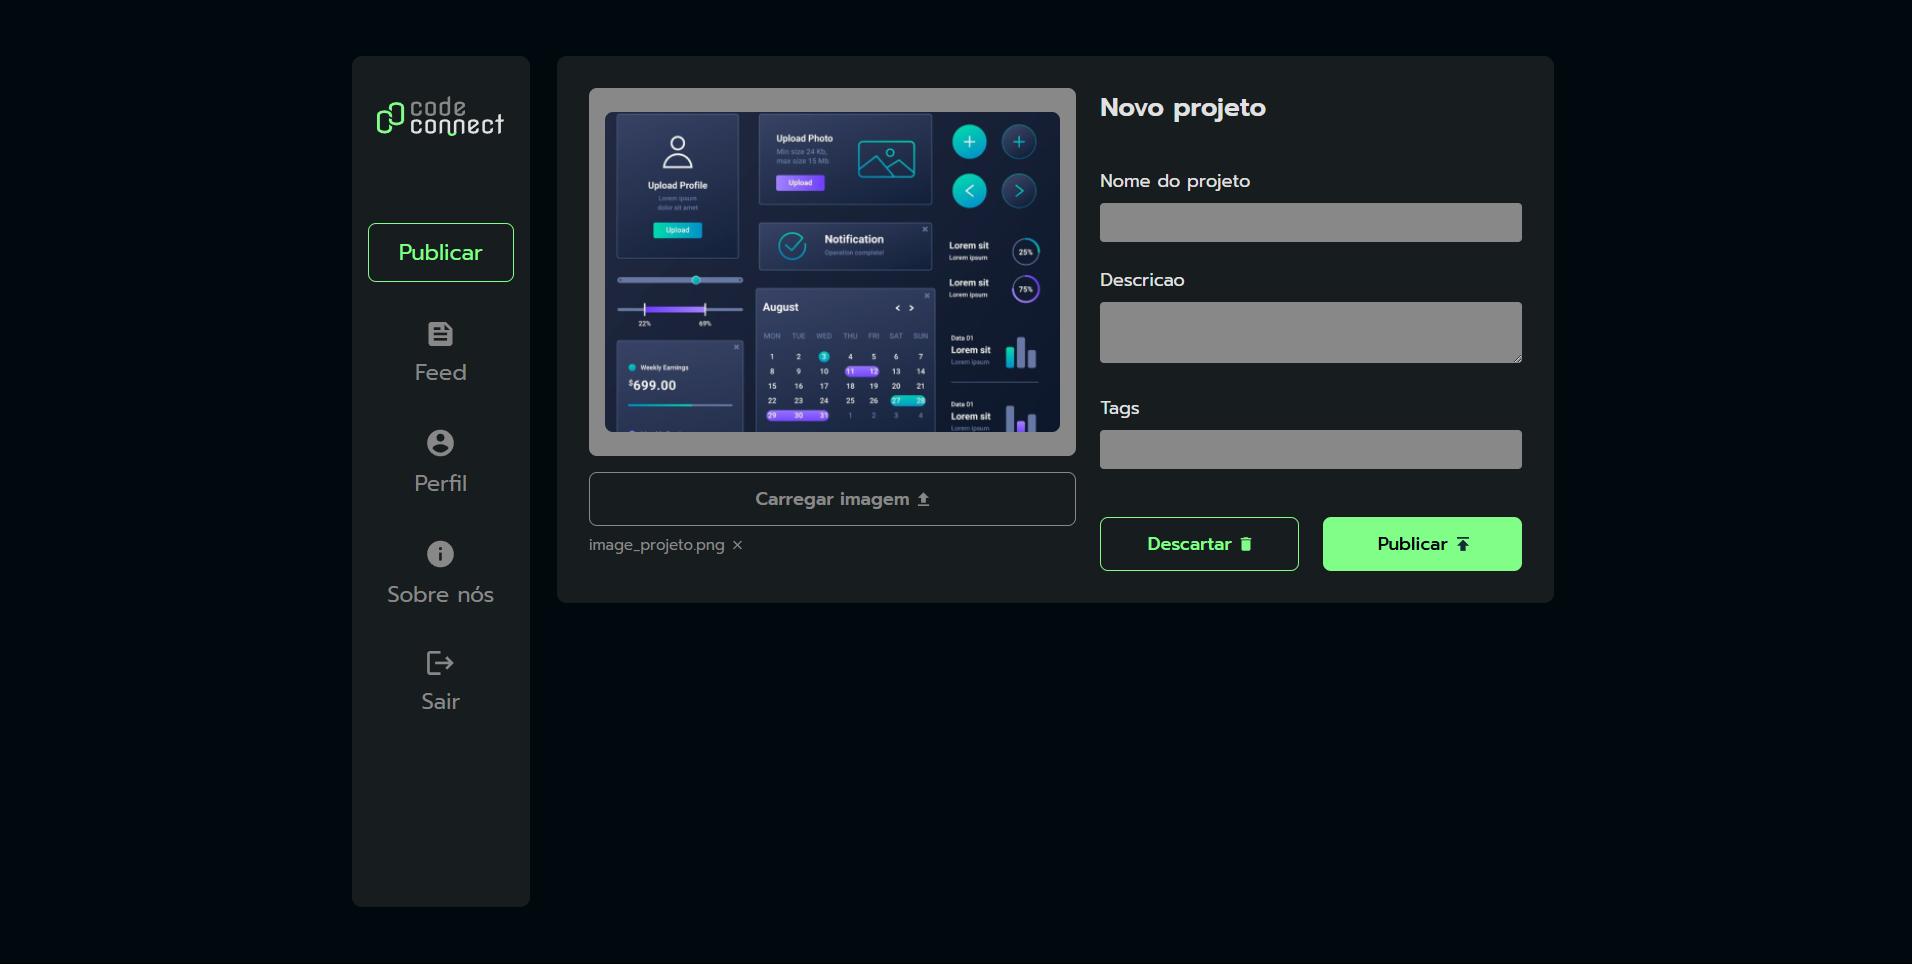 code
connect
Publicar
Feed
Perfil
Sobre nós
Sair
Upload Profile
Lorem ipsum
dolor sit amet
Upload
22%
69%
Weekly Earnings
$699.00
Upload Photo
Min size 24 Kb,
max size 15 Mb
Upload
Notification
Operation complete!
August
MON TUE WED THU FRI SAT SUN
1 2 3 4 5 6 7
8 9 10 11 12 13 14
15 16 17 18 19 20 21
22 23 24 25 26 27 28
29 30 31 1 2 3 4
Lorem sit
Lorem ipsum
25%
Lorem sit
Lorem ipsum
75%
Data 01
Lorem sit
Lorem ipsum
Data 01
Lorem sit
Lorem ipsum
Carregar imagem
image_projeto.png
Novo projeto
Nome do projeto
Descricao
Tags
Descartar
Publicar